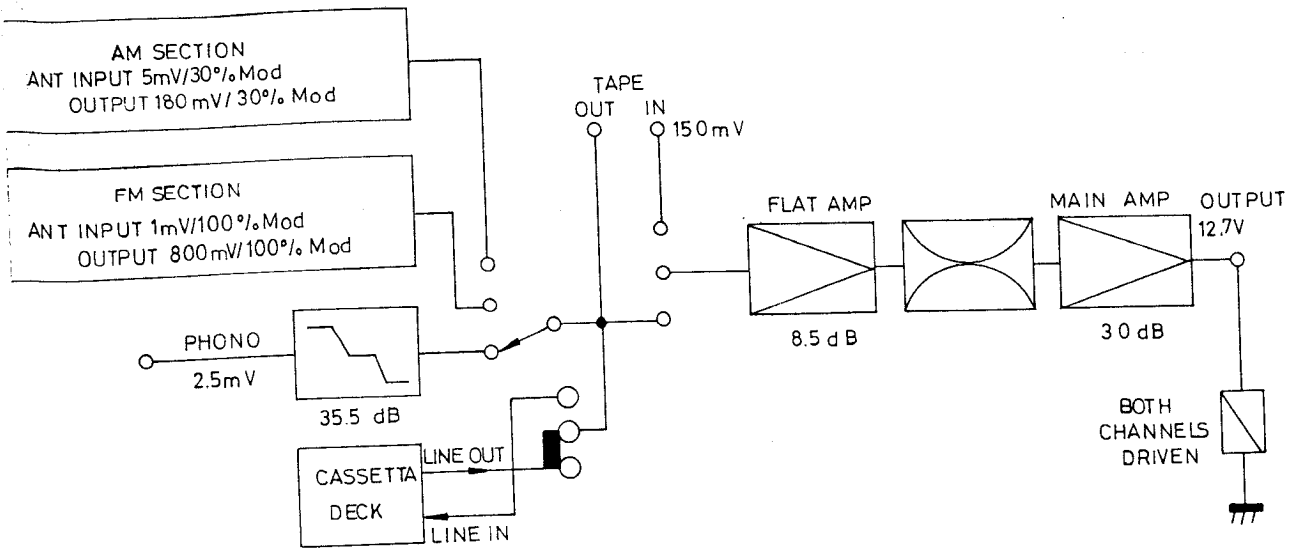 AM SECTION
ANT INPUT 5mV/30% Mod
OUTPUT 180mV/30% Mod
TAPE
OUT IN
150mV
FM SECTION
ANT INPUT 1mV/100% Mod
OUTPUT 800mV/100% Mod
FLAT AMP
MAIN AMP
OUTPUT
12.7V
8.5 dB
30 dB
PHONO
2.5mV
35.5 dB
BOTH
CHANNELS
DRIVEN
CASSETTA
DECK
LINE OUT
LINE IN